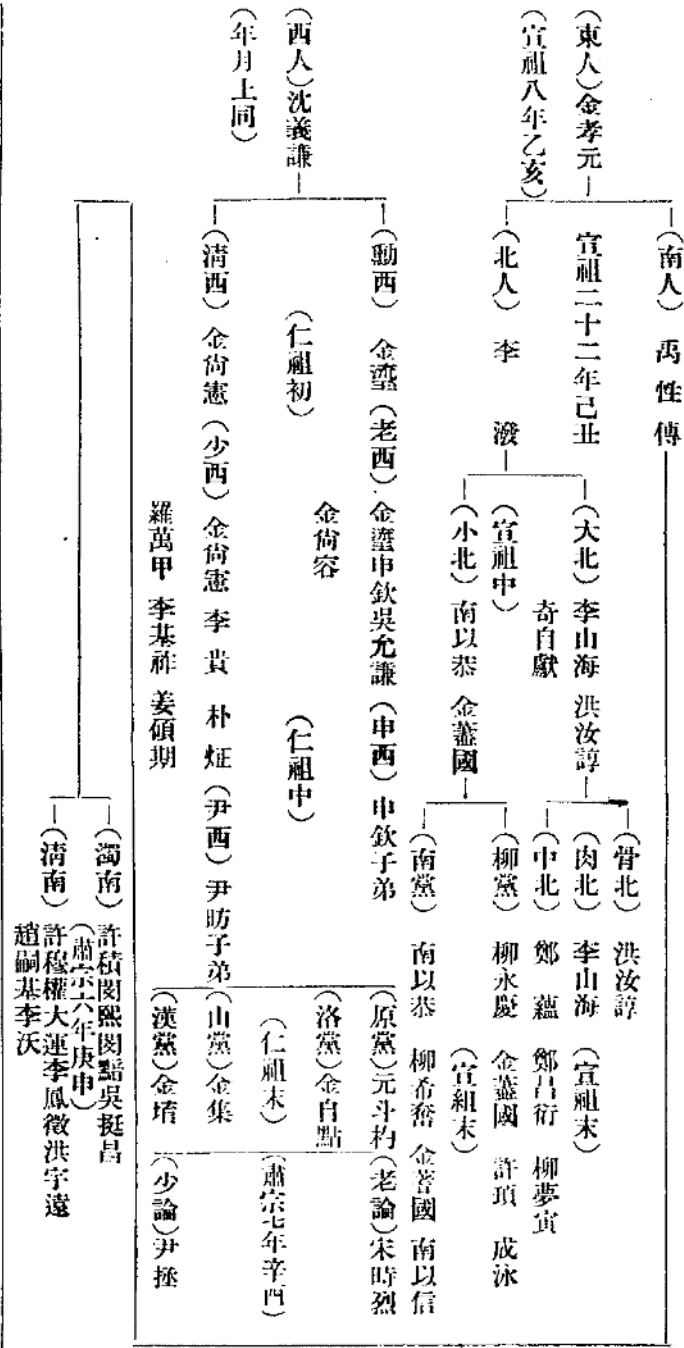 (南人) 禹性傳
(東人)金孝元
宣祖二十二年己丑
(宣祖八年乙亥)
(北人) 李潑
(大北) 李山海 洪汝諄
奇自獻
(宣祖中)
(小北) 南以恭 金藎國
(骨北) 洪汝諄
(肉北) 李山海 (宣祖末)
(中北) 鄭蘊 鄭昌衍 柳夢寅
(柳黨) 柳永慶 金藎國 許頊 成泳
(宣組末)
(南黨) 南以恭 柳希奮 金蓍國 南以信
(西人)沈義謙
(年月上同)
(勳西) 金瑬 (老西) 金瑬申欽吳允謙 (申西) 申欽子弟
金尙容
(仁祖初)
(仁祖中)
(淸西) 金尙憲 (少西) 金尙憲 李貴 朴炡 (尹西) 尹昉子弟
羅萬甲 李基祚 姜碩期
(原黨)元斗杓 (老論)宋時烈
(洛黨)金自點
(仁祖末) (肅宗七年辛酉)
(山黨)金集
(漢黨)金堉 (少論)尹拯
(濁南)許積閔熙閔黯吳挺昌
(肅宗六年庚申)
(淸南)許穆權大運李鳳徵洪宇遠
趙嗣基李沃